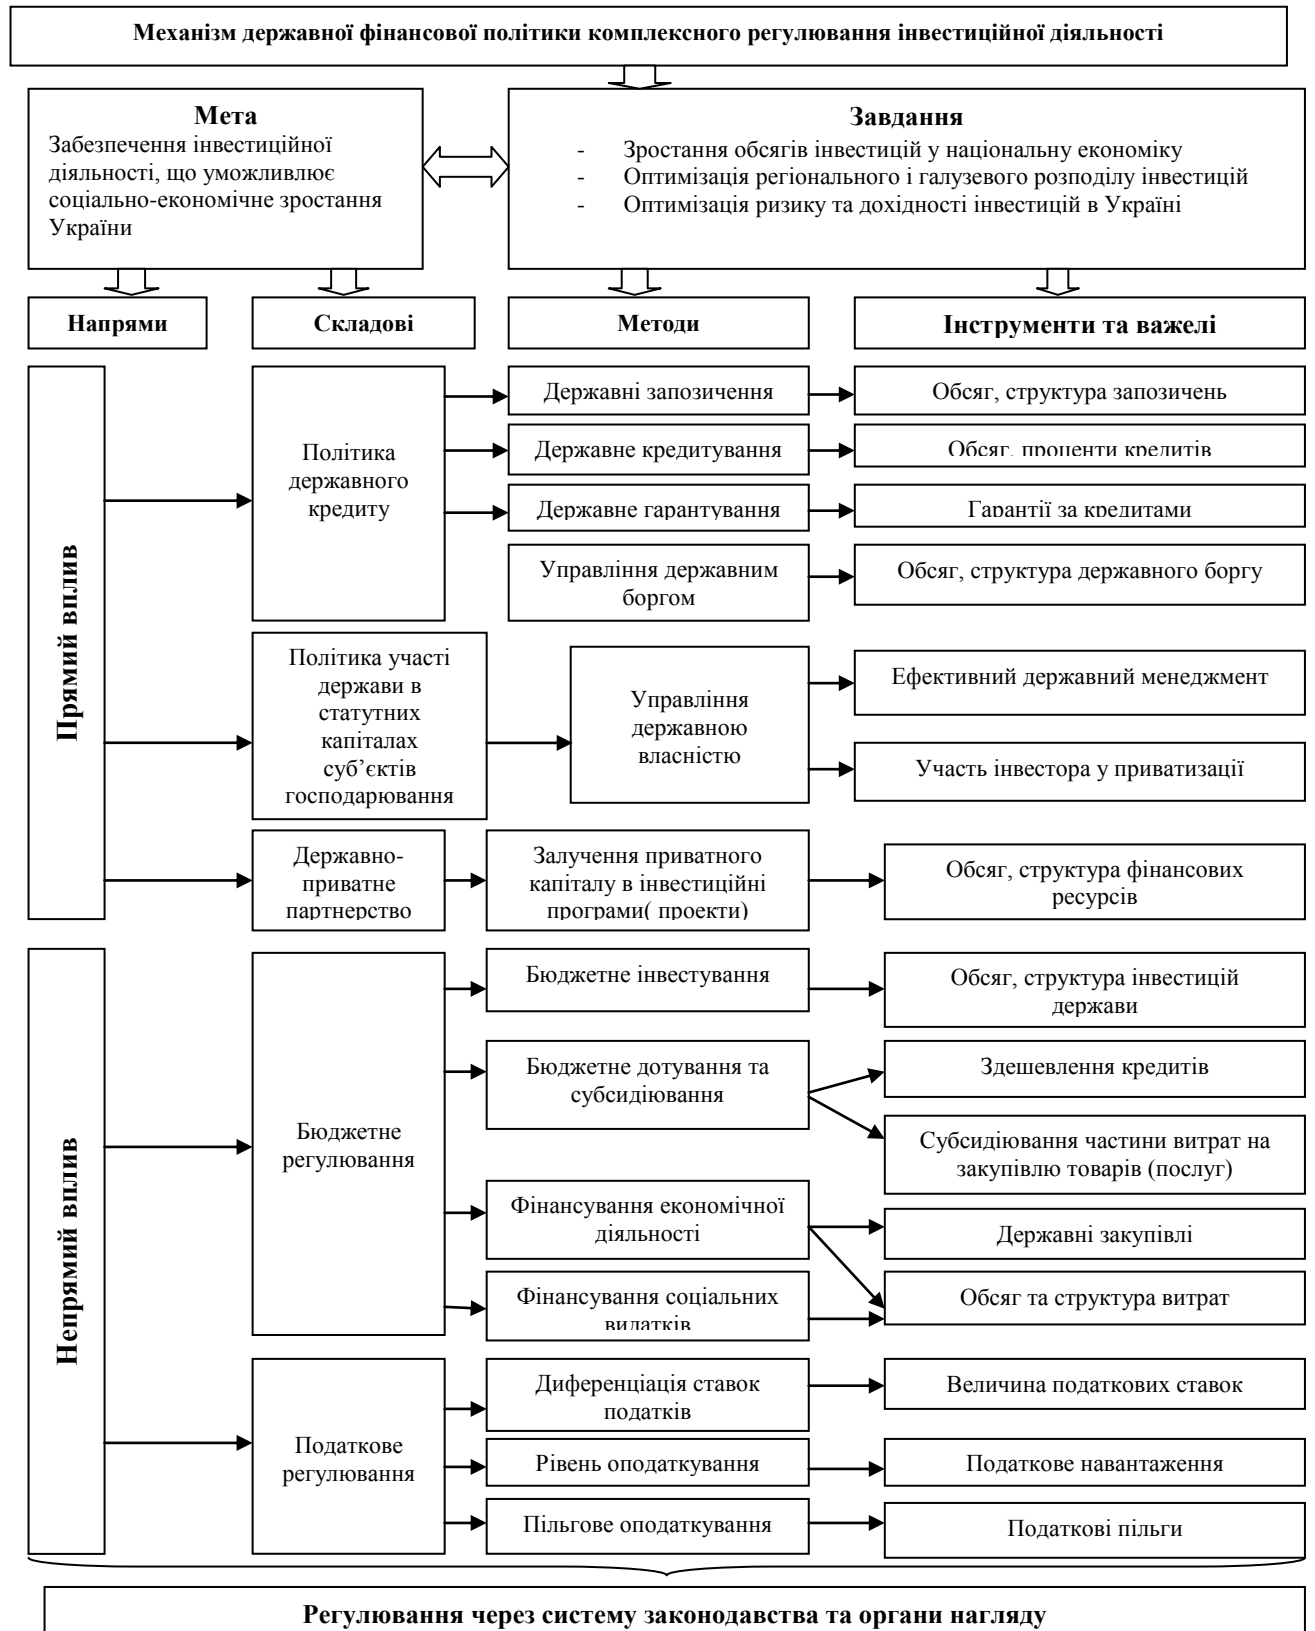 Механізм державної фінансової політики комплексного регулювання інвестиційної діяльності
Мета
Забезпечення інвестиційної
діяльності, що уможливлює
соціально-економічне зростання
України
Завдання
- Зростання обсягів інвестицій у національну економіку
- Оптимізація регіонального і галузевого розподілу інвестицій
- Оптимізація ризику та дохідності інвестицій в Україні
Напрями
Складові
Методи
Інструменти та важелі
Прямий вплив
Політика
державного
кредиту
Державні запозичення
Обсяг, структура запозичень
Державне кредитування
Обсяг, проценти кредитів
Державне гарантування
Гарантії за кредитами
Управління державним
боргом
Обсяг, структура державного боргу
Політика участі
держави в
статутних
капіталах
суб’єктів
господарювання
Управління
державною
власністю
Ефективний державний менеджмент
Участь інвестора у приватизації
Державно-
приватне
партнерство
Залучення приватного
капіталу в інвестиційні
програми( проекти)
Обсяг, структура фінансових
ресурсів
Непрямий вплив
Бюджетне
регулювання
Бюджетне інвестування
Обсяг, структура інвестицій
держави
Бюджетне дотування та
субсидіювання
Здешевлення кредитів
Субсидіювання частини витрат на
закупівлю товарів (послуг)
Фінансування економічної
діяльності
Державні закупівлі
Фінансування соціальних
видатків
Обсяг та структура витрат
Податкове
регулювання
Диференціація ставок
податків
Величина податкових ставок
Рівень оподаткування
Податкове навантаження
Пільгове оподаткування
Податкові пільги
Регулювання через систему законодавства та органи нагляду